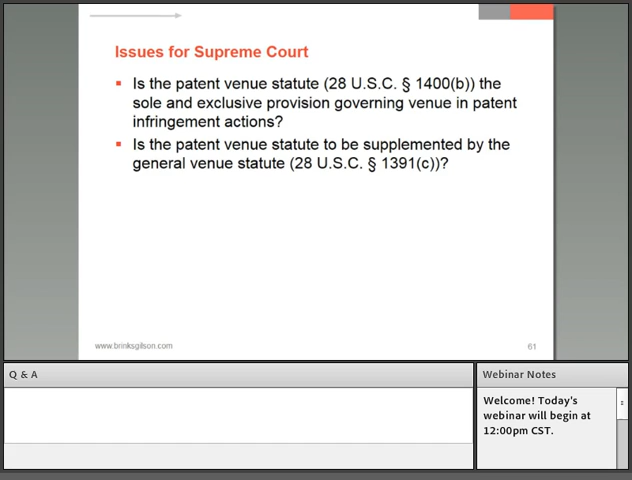 Issues for Supreme Court
Is the patent venue statute (28 U.S.C. § 1400(b)) the
sole and exclusive provision governing venue in patent
infringement actions?
Is the patent venue statute to be supplemented by the
general venue statute (28 U.S.C. § 1391(c))?
www.brinksgilson.com
61
Q & A
Webinar Notes
Welcome! Today's
webinar will begin at
12:00pm CST.